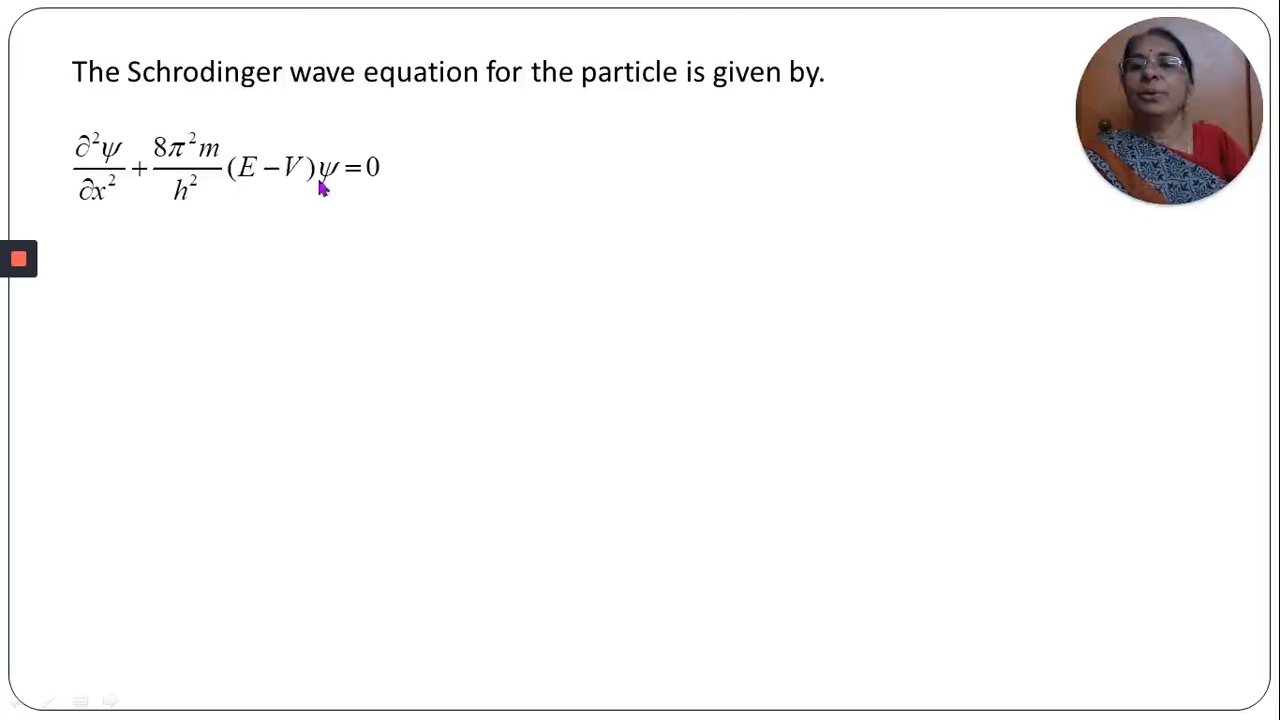 The Schrodinger wave equation for the particle is given by.
∂²ψ/∂x² + 8π²m/h² (E − V)ψ = 0